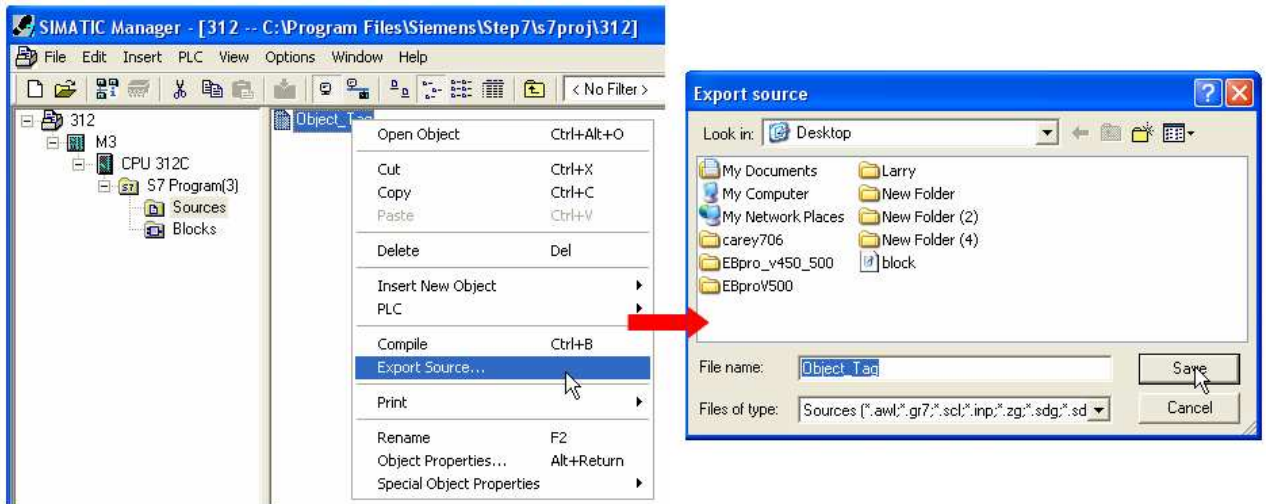 SIMATIC Manager - [312 -- C:\Program Files\Siemens\Step7\s7proj\312]
File Edit Insert PLC View Options Window Help
< No Filter >
312
M3
CPU 312C
S7 Program(3)
Sources
Blocks
Object_Tag
Open Object Ctrl+Alt+O
Cut Ctrl+X
Copy Ctrl+C
Paste Ctrl+V
Delete Del
Insert New Object
PLC
Compile Ctrl+B
Export Source...
Print
Rename F2
Object Properties... Alt+Return
Special Object Properties
Export source
Look in: Desktop
My Documents
My Computer
My Network Places
carey706
EBpro_v450_500
EBproV500
Larry
New Folder
New Folder (2)
New Folder (4)
block
File name: Object_Tag Save
Files of type: Sources (*.awl;*.gr7;*.scl;*.inp;*.zg;*.sdg;*.sd Cancel